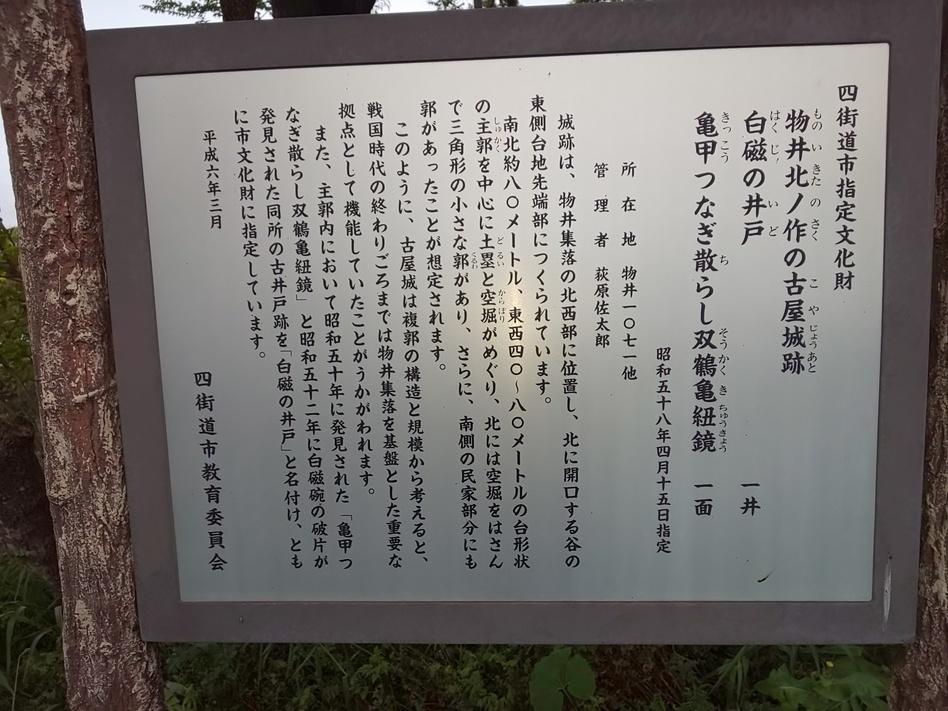 四街道市指定文化財
物井北ノ作の古屋城跡
白磁の井戸 一井
亀甲つなぎ散らし双鶴亀紐鏡 一面
昭和五十八年四月十五日指定
所在地 物井一〇七一他
管理者 萩原佐太郎
城跡は、物井集落の北西部に位置し、北に開口する谷の
東側台地先端部につくられています。
南北約八〇メートル、東西四〇〜八〇メートルの台形状
の主郭を中心に土塁と空堀がめぐり、北には空堀をはさん
で三角形の小さな郭があり、さらに、南側の民家部分にも
郭があったことが想定されます。
このように、古屋城は複郭の構造と規模から考えると、
戦国時代の終わりごろまでは物井集落を基盤とした重要な
拠点として機能していたことがうかがわれます。
また、主郭内において昭和五十年に発見された「亀甲つ
なぎ散らし双鶴亀紐鏡」と昭和五十二年に白磁碗の破片が
発見された同所の古井戸跡を「白磁の井戸」と名付け、とも
に市文化財に指定しています。
平成六年三月
四街道市教育委員会